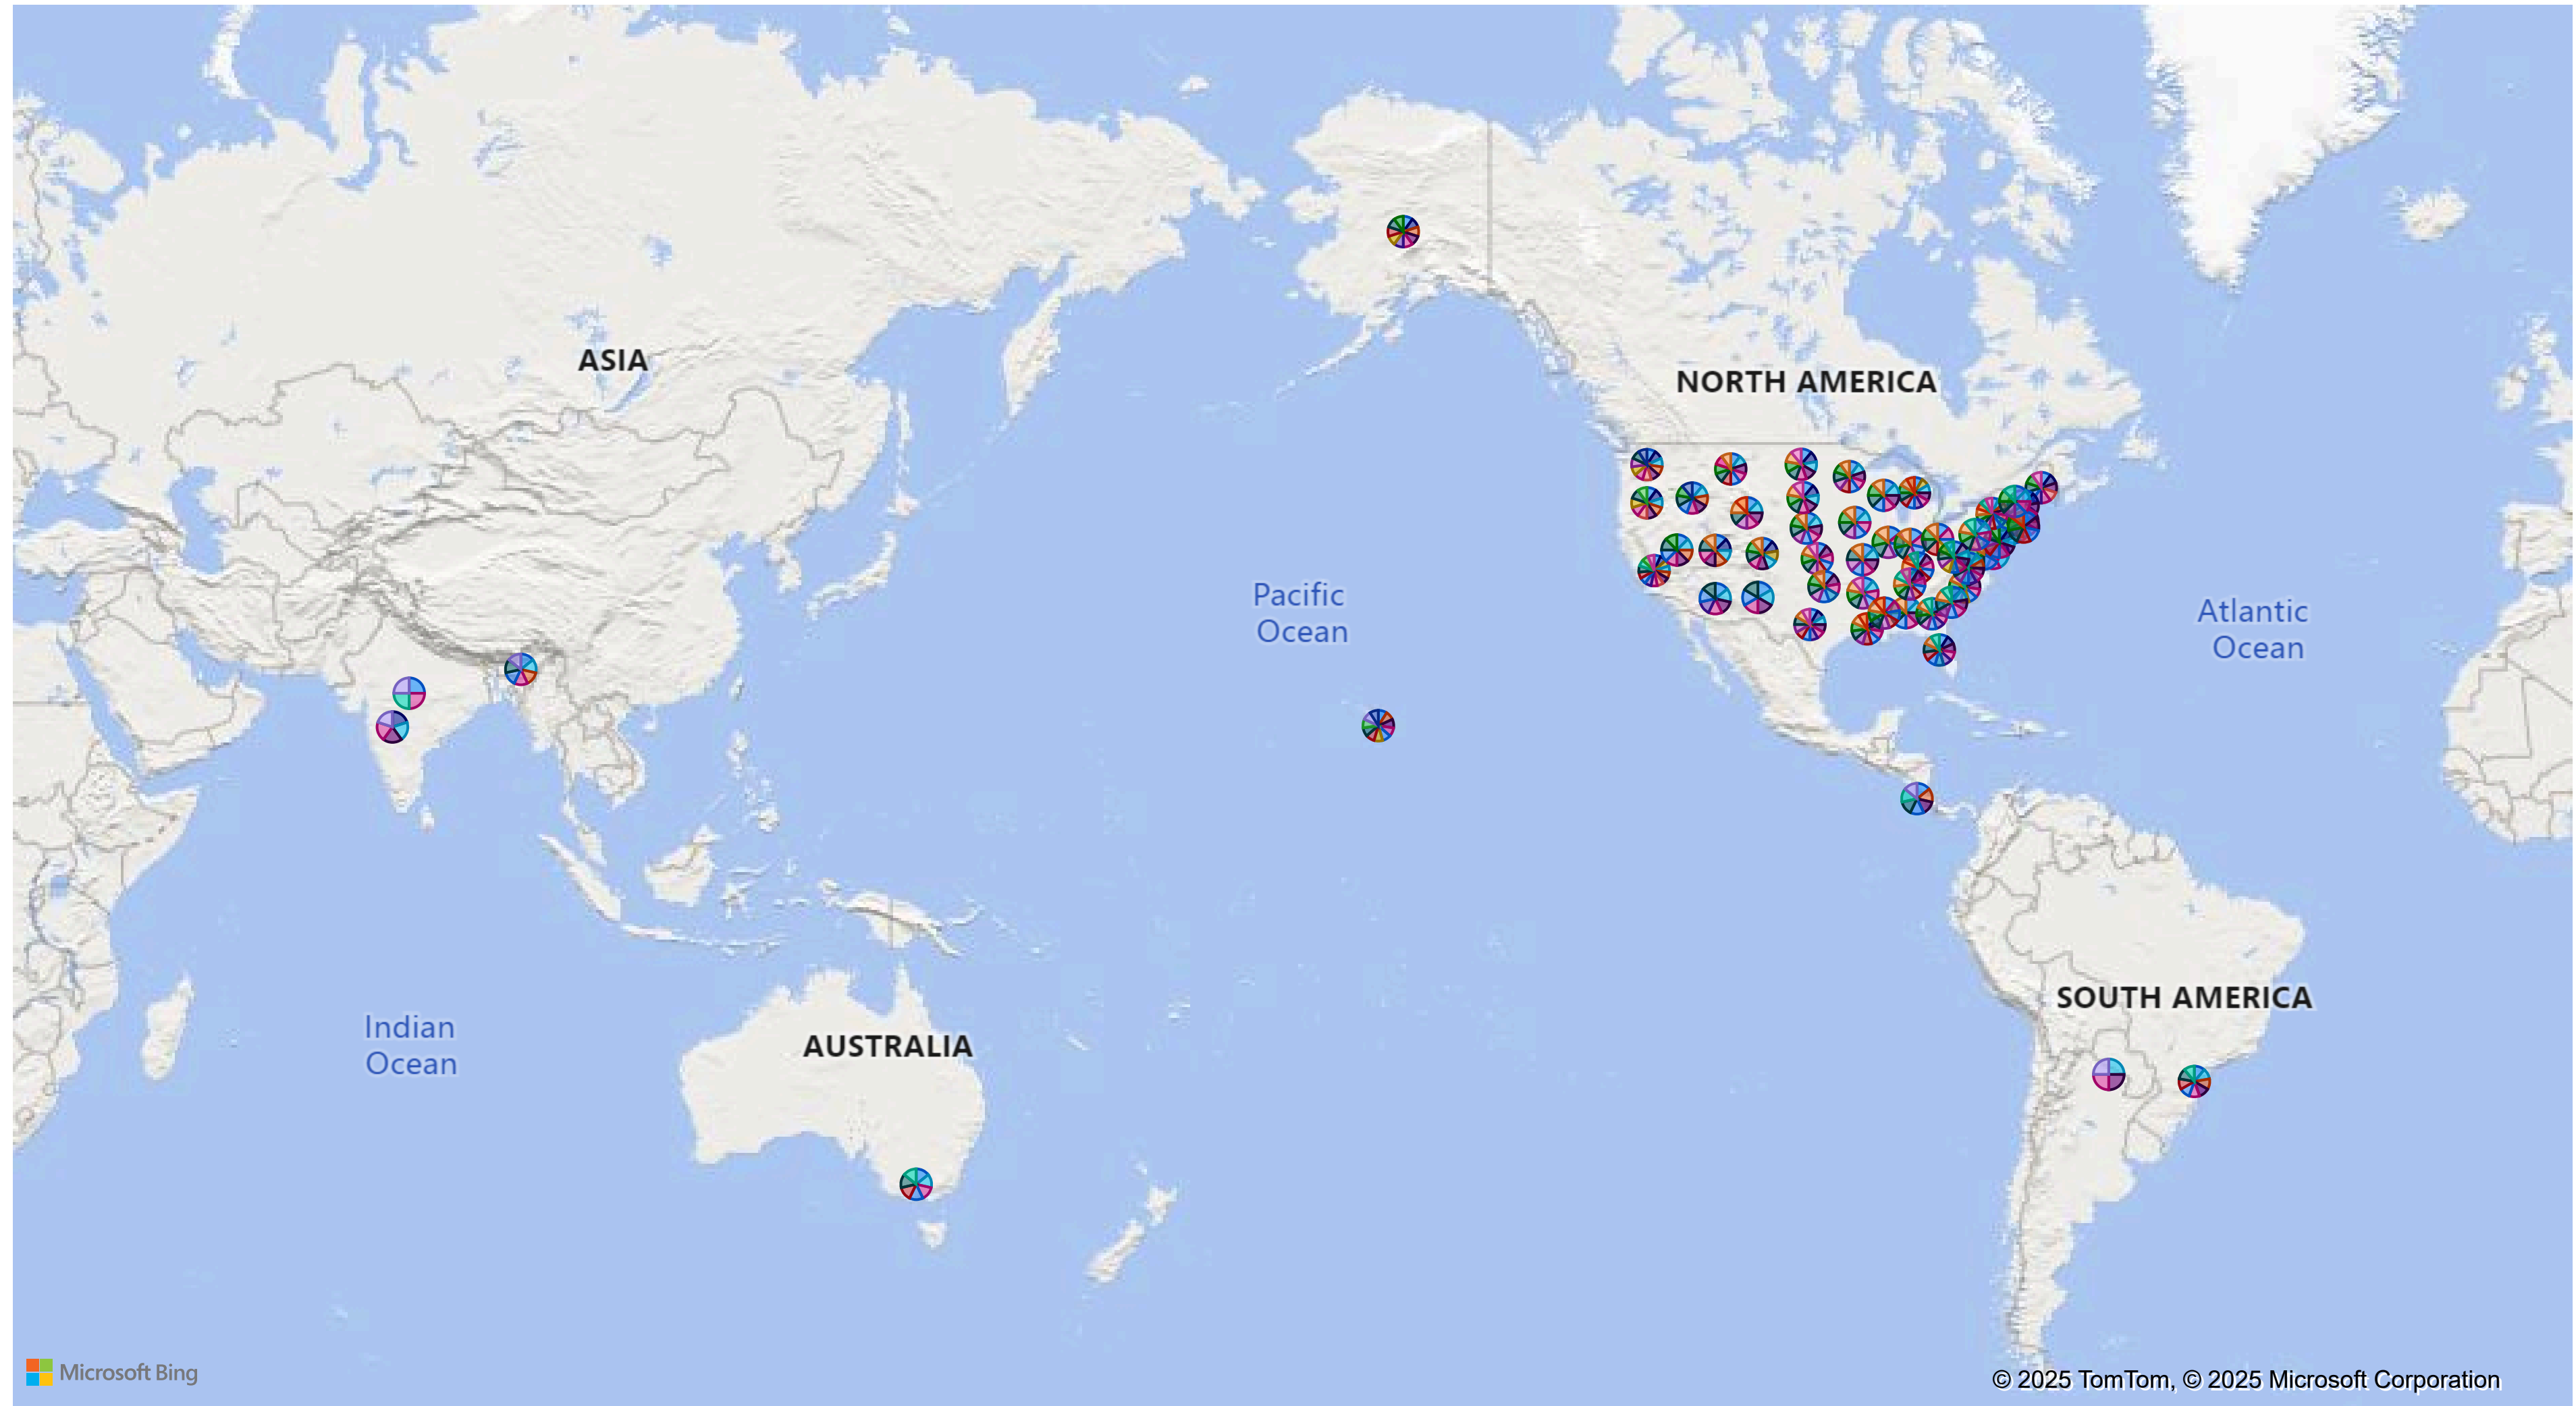 ASIA
NORTH AMERICA
Pacific
Ocean
Atlantic
Ocean
SOUTH AMERICA
Indian
Ocean
AUSTRALIA
Microsoft Bing
© 2025 TomTom, © 2025 Microsoft Corporation